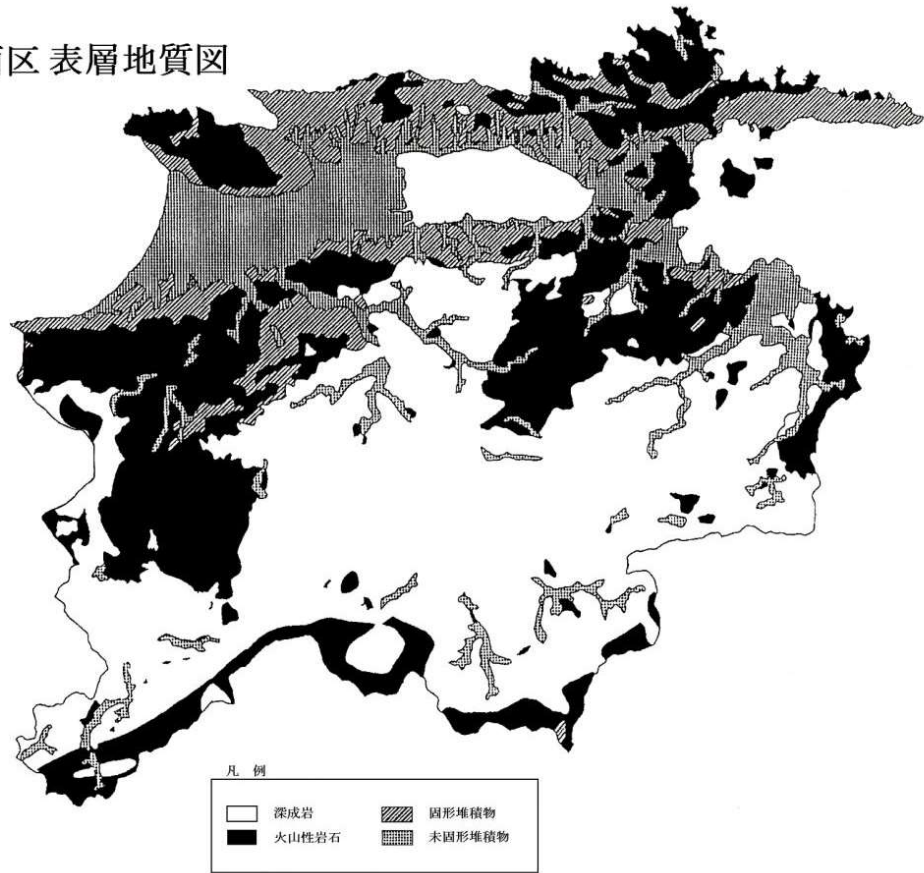 区 表層地質図
凡 例
深成岩
固形堆積物
火山性岩石
未固形堆積物